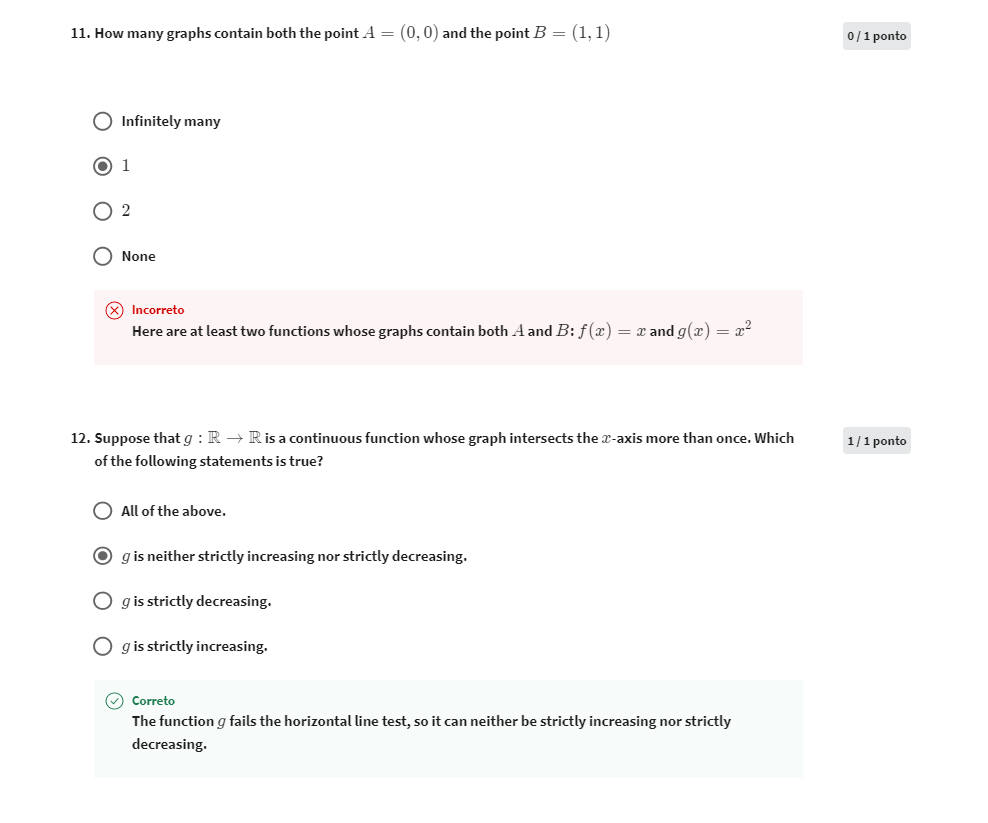 11. How many graphs contain both the point A = (0, 0) and the point B = (1, 1)
0 / 1 ponto
Infinitely many
1
2
None
Incorreto
Here are at least two functions whose graphs contain both A and B: f(x) = x and g(x) = x²
12. Suppose that g : ℝ → ℝ is a continuous function whose graph intersects the x-axis more than once. Which
of the following statements is true?
1 / 1 ponto
All of the above.
g is neither strictly increasing nor strictly decreasing.
g is strictly decreasing.
g is strictly increasing.
Correto
The function g fails the horizontal line test, so it can neither be strictly increasing nor strictly
decreasing.